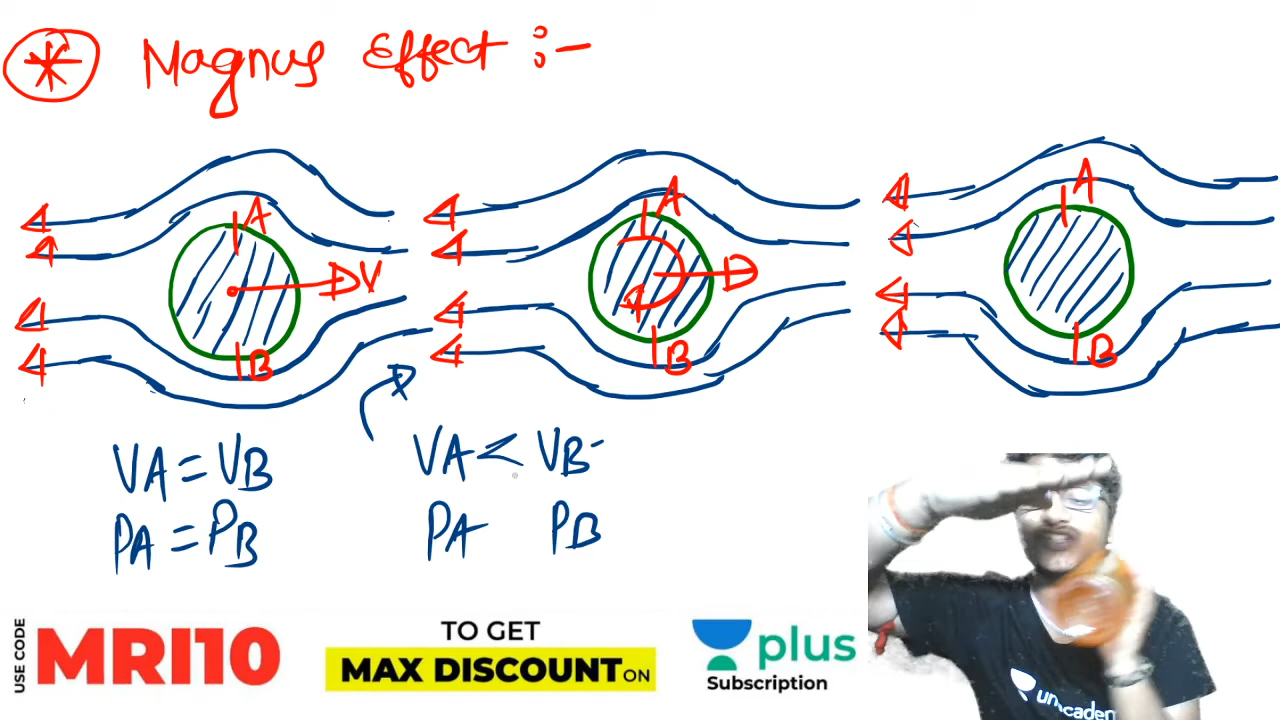 * Magnus Effect :-
A
V
B
A
B
A
B
VA = VB
VA < VB
PA = PB
PA PB
USE CODE
MRI10
TO GET
MAX DISCOUNT ON
plus
Subscription
unacadem